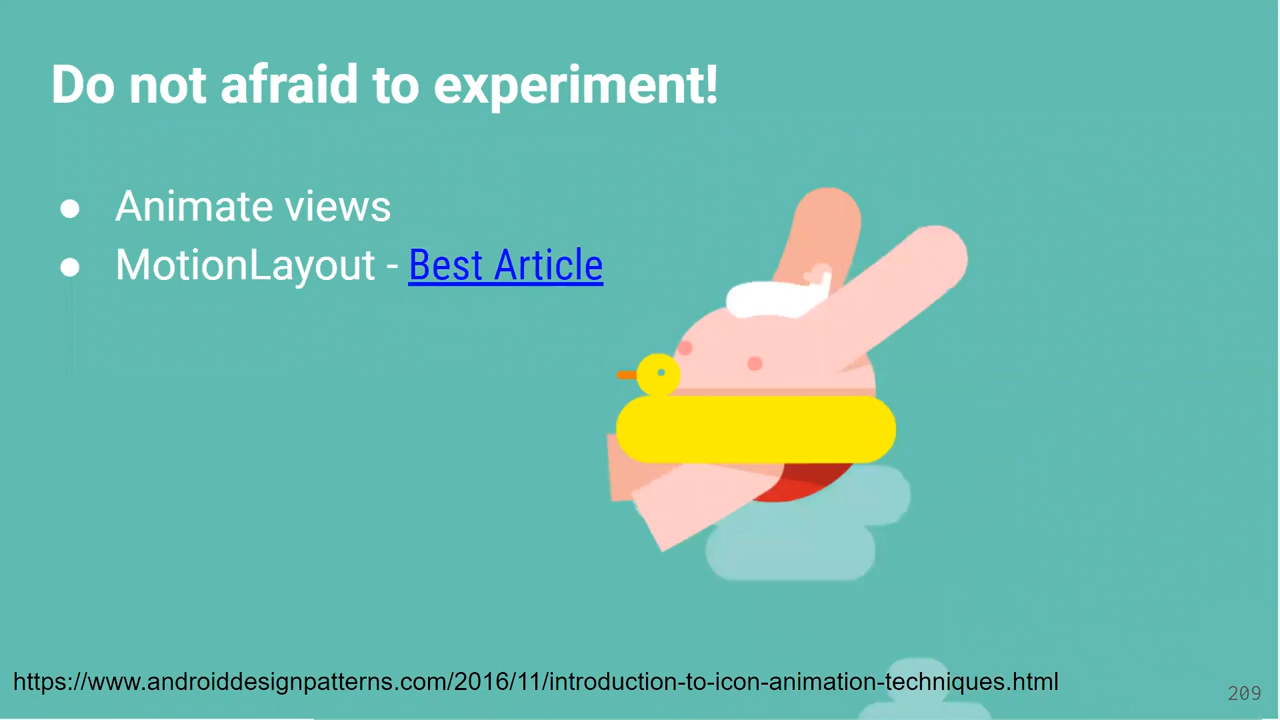 Do not afraid to experiment!
● Animate views
● MotionLayout - Best Article
https://www.androiddesignpatterns.com/2016/11/introduction-to-icon-animation-techniques.html
209